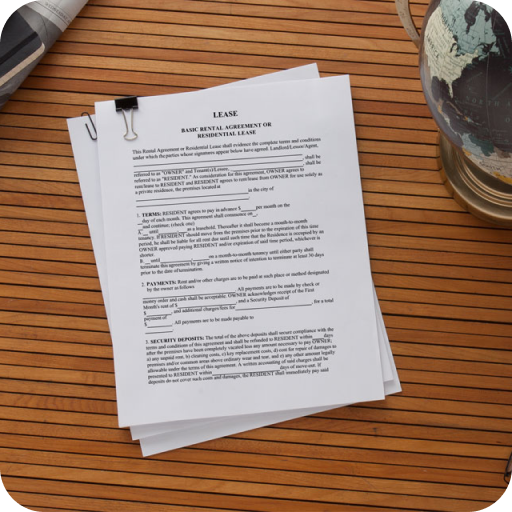 LEASE
BASIC RENTAL AGREEMENT OR
RESIDENTIAL LEASE
This Rental Agreement or Residential Lease shall evidence the complete terms and conditions
under which the parties whose signatures appear below have agreed. Landlord/Lessor/Agent,
, shall be
referred to as "OWNER" and Tenant(s)/Lessee, , shall be
referred to as "RESIDENT." As consideration for this agreement, OWNER agrees to
rent/lease to RESIDENT and RESIDENT agrees to rent/lease from OWNER for use solely as
a private residence, the premises located at
in the city of
1. TERMS: RESIDENT agrees to pay in advance $ per month on the
day of each month. This agreement shall commence on ,
and continue; (check one)
until as a leasehold. Thereafter it shall become a month-to-month
tenancy. If RESIDENT should move from the premises prior to the expiration of this time
period, he shall be liable for all rent due until such time that the Residence is occupied by an
OWNER approved paying RESIDENT and/or expiration of said time period, whichever is
shorter.
until on a month-to-month tenancy until either party shall
terminate this agreement by giving a written notice of intention to terminate at least 30 days
prior to the date of termination.
2. PAYMENTS: Rent and/or other charges are to be paid at such place or method designated
by the owner as follows
. All payments are to be made by check or
money order and cash shall be acceptable. OWNER acknowledges receipt of the First
Month's rent of $ , and a Security Deposit of
$ , and additional charges/fees for , for a total
payment of
$ . All payments are to be made payable to
3. SECURITY DEPOSITS: The total of the above deposits shall secure compliance with the
terms and conditions of this agreement and shall be refunded to RESIDENT within days
after the premises have been completely vacated less any amount necessary to pay OWNER;
a) any unpaid rent, b) cleaning costs, c) key replacement costs, d) cost for repair of damages to
premises and/or common areas above ordinary wear and tear, and e) any other amount legally
allowable under the terms of this agreement. A written accounting of said charges shall be
presented to RESIDENT within days of move-out. If
deposits do not cover such costs and damages, the RESIDENT shall immediately pay said